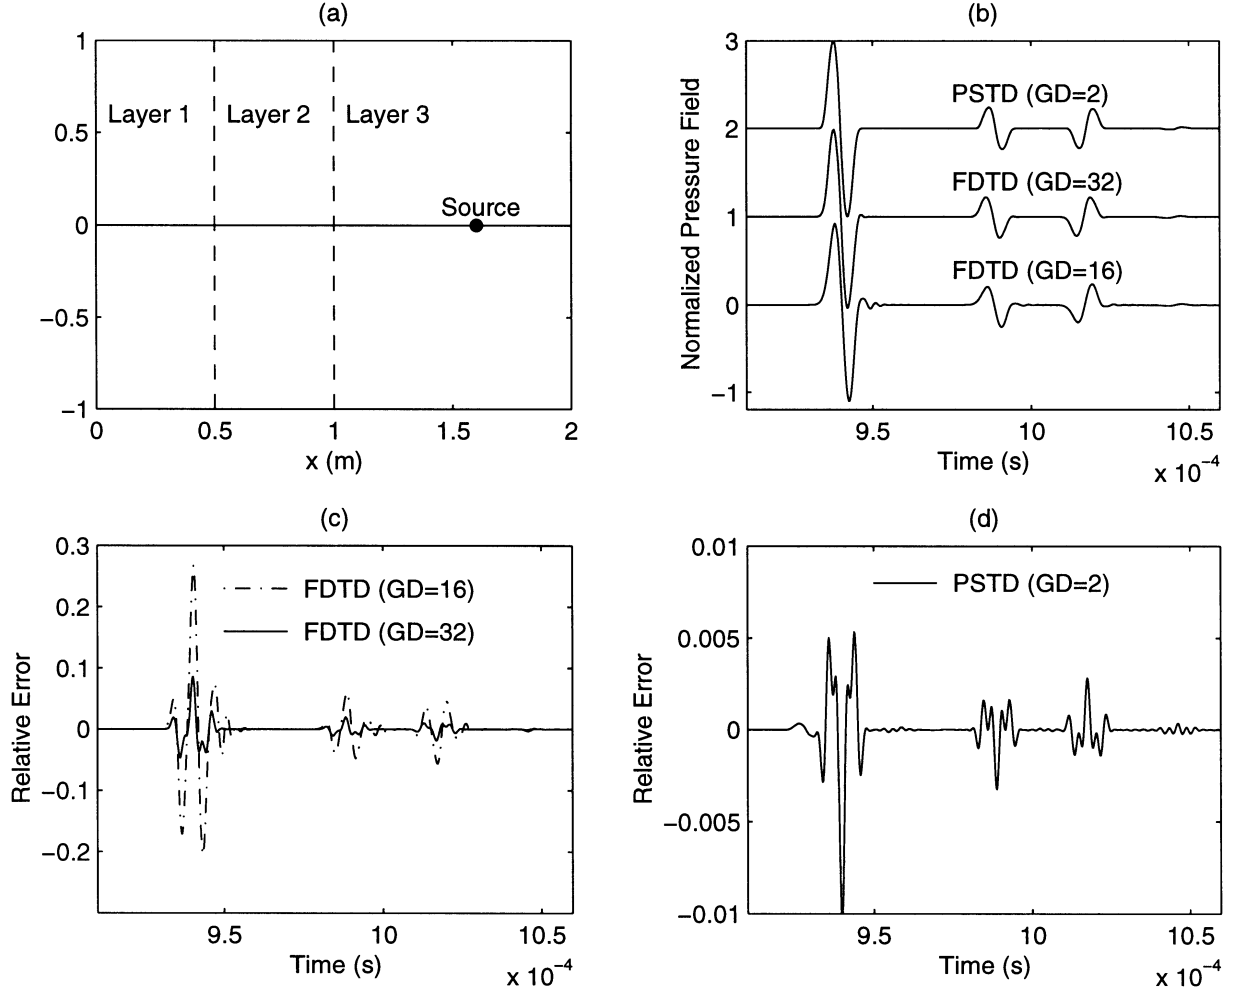 (a)
1
0.5
0
−0.5
−1
Layer 1
Layer 2
Layer 3
Source
0
0.5
1
1.5
2
x (m)
(b)
Normalized Pressure Field
3
2
1
0
−1
PSTD (GD=2)
FDTD (GD=32)
FDTD (GD=16)
9.5
10
10.5
Time (s)
x 10−4
(c)
Relative Error
0.3
0.2
0.1
0
−0.1
−0.2
FDTD (GD=16)
FDTD (GD=32)
9.5
10
10.5
Time (s)
x 10−4
(d)
Relative Error
0.01
0.005
0
−0.005
−0.01
PSTD (GD=2)
9.5
10
10.5
Time (s)
x 10−4